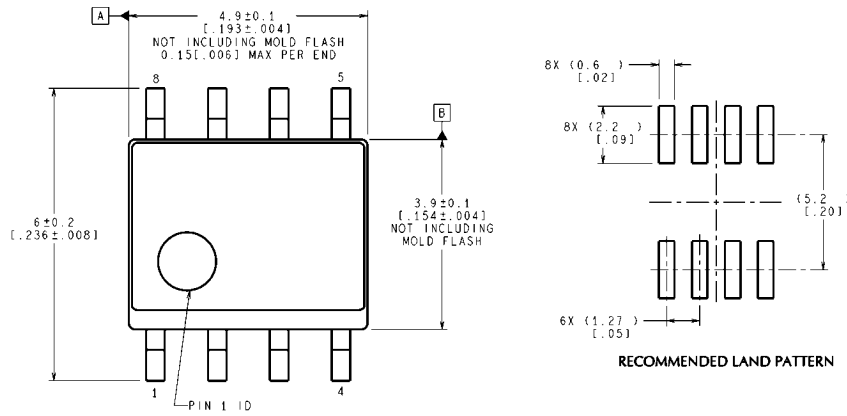 A
4.9±0.1
[.193±.004]
NOT INCLUDING MOLD FLASH
0.15[.006] MAX PER END
8
5
B
6±0.2
[.236±.008]
3.9±0.1
[.154±.004]
NOT INCLUDING
MOLD FLASH
1
4
PIN 1 ID
8X (0.6 )
[.02]
8X (2.2 )
[.09]
(5.2
[.20]
6X (1.27 )
[.05]
RECOMMENDED LAND PATTERN